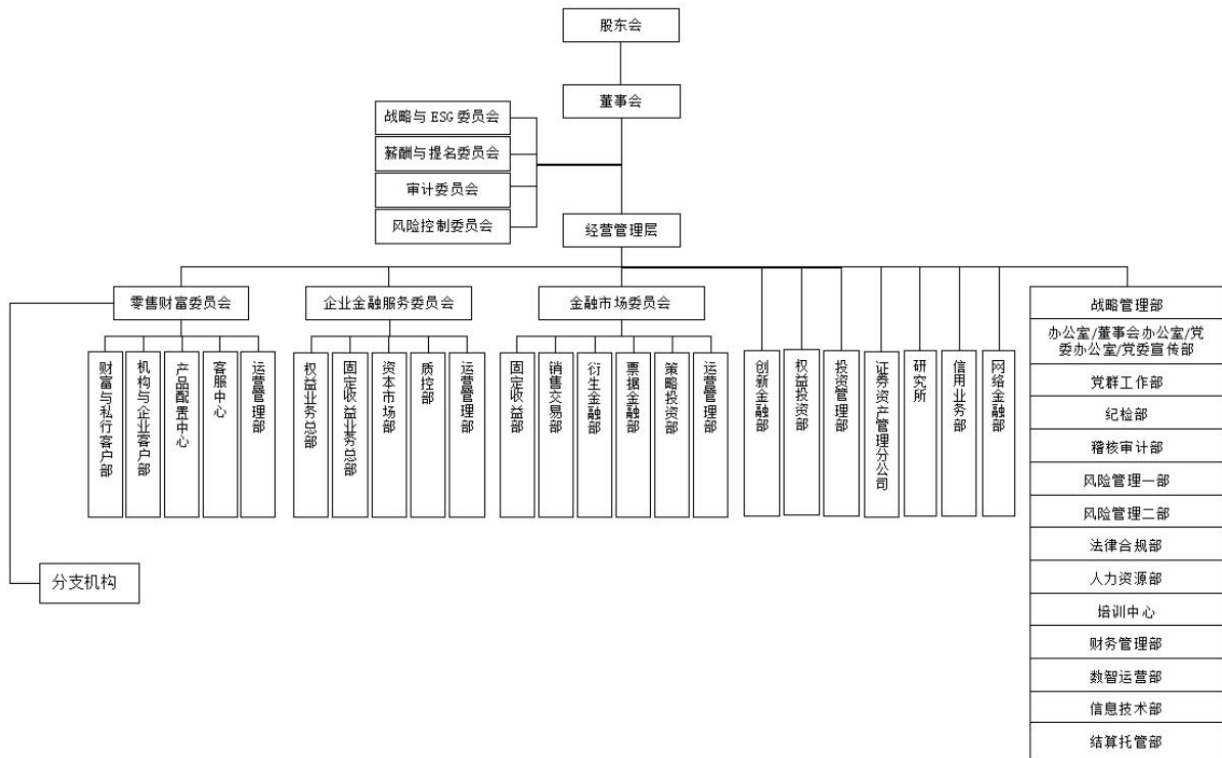 股东会
董事会
战略与 ESG 委员会
薪酬与提名委员会
审计委员会
风险控制委员会
经营管理层
零售财富委员会
企业金融服务委员会
金融市场委员会
财富与私行客户部
机构与企业客户部
产品配置中心
客服中心
运营管理部
权益业务总部
固定收益业务总部
资本市场部
质控部
运营管理部
固定收益部
销售交易部
衍生金融部
票据金融部
策略投资部
运营管理部
创新金融部
权益投资部
投资管理部
证券资产管理分公司
研究所
信用业务部
网络金融部
战略管理部
办公室/董事会办公室/党
委办公室/党委宣传部
党群工作部
纪检部
稽核审计部
风险管理一部
风险管理二部
法律合规部
人力资源部
培训中心
财务管理部
数智运营部
信息技术部
结算托管部
分支机构